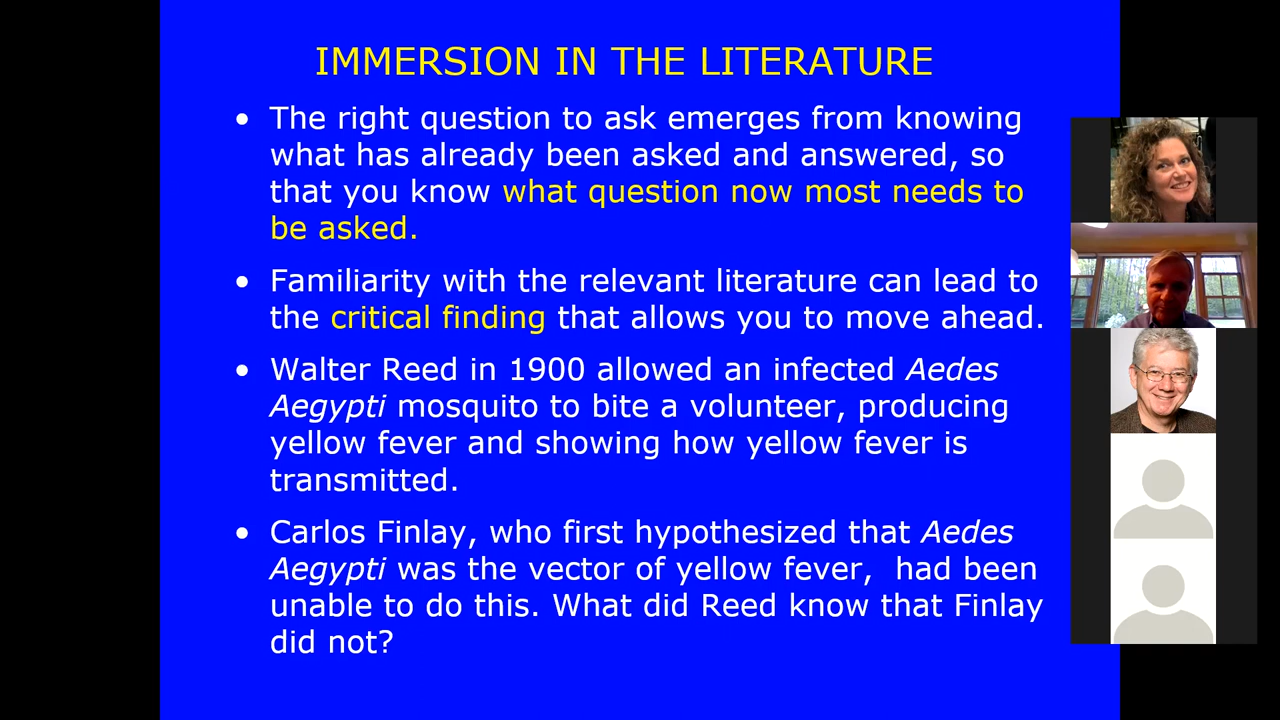 IMMERSION IN THE LITERATURE
• The right question to ask emerges from knowing
what has already been asked and answered, so
that you know what question now most needs to
be asked.
• Familiarity with the relevant literature can lead to
the critical finding that allows you to move ahead.
• Walter Reed in 1900 allowed an infected Aedes
Aegypti mosquito to bite a volunteer, producing
yellow fever and showing how yellow fever is
transmitted.
• Carlos Finlay, who first hypothesized that Aedes
Aegypti was the vector of yellow fever,  had been
unable to do this. What did Reed know that Finlay
did not?